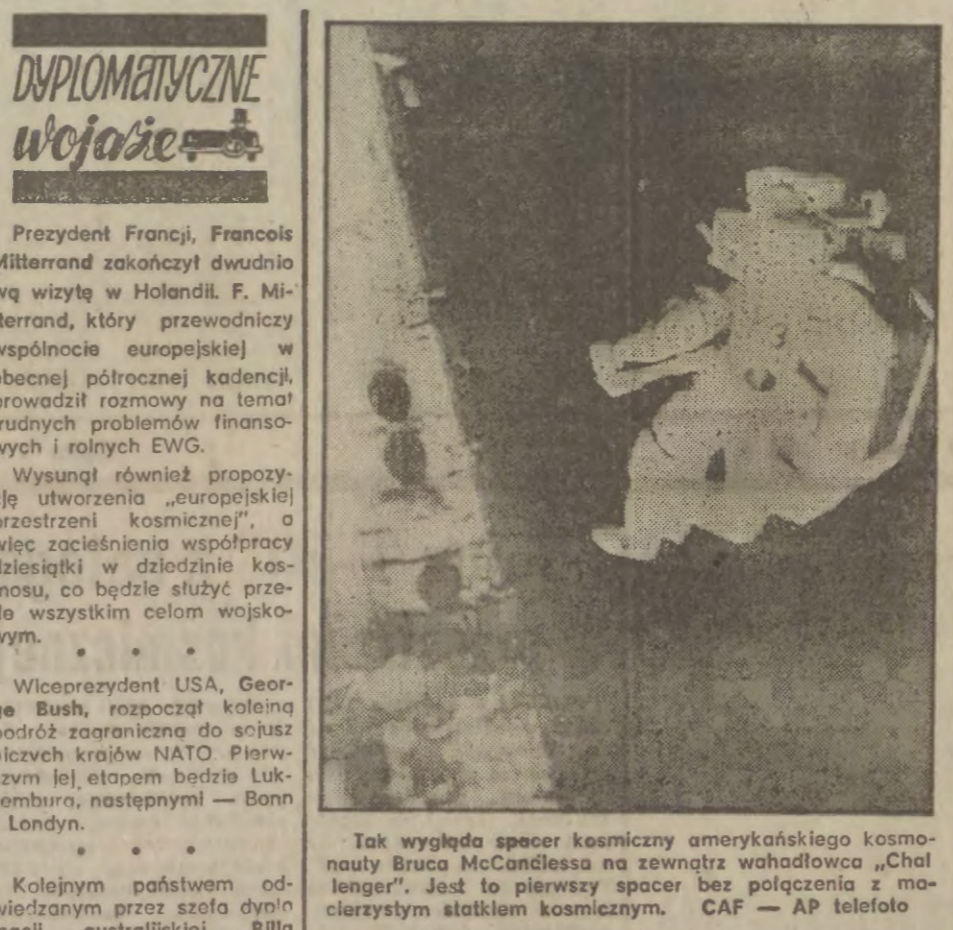 DYPLOMATYCZNE
wojaże
Prezydent Francji, Francois
Mitterrand zakończył dwudnio
wą wizytę w Holandii. F. Mi-
tterrand, który przewodniczy
wspólnocie europejskiej w
obecnej półrocznej kadencji,
prowadził rozmowy na temat
trudnych problemów finanso-
wych i rolnych EWG.
Wysunął również propozy-
cję utworzenia „europejskiej
przestrzeni kosmicznej", a
więc zacieśnienia współpracy
dziesiątki w dziedzinie kos-
mosu, co będzie służyć prze-
de wszystkim celom wojsko-
wym.
• • •
Wiceprezydent USA, Geor-
ge Bush, rozpoczął kolejną
podróż zagraniczną do sojusz
niczych krajów NATO. Pierw-
szym jej etapem będzie Luk-
semburg, następnymi — Bonn
Londyn.
• • •
Kolejnym państwem od-
wiedzanym przez szefa dyplo
macji australijskiej Billa
Tak wygląda spacer kosmiczny amerykańskiego kosmo-
nauty Bruca McCandlessa na zewnątrz wahadłowca „Chal
lenger". Jest to pierwszy spacer bez połączenia z ma-
cierzystym statkiem kosmicznym. CAF — AP telefoto